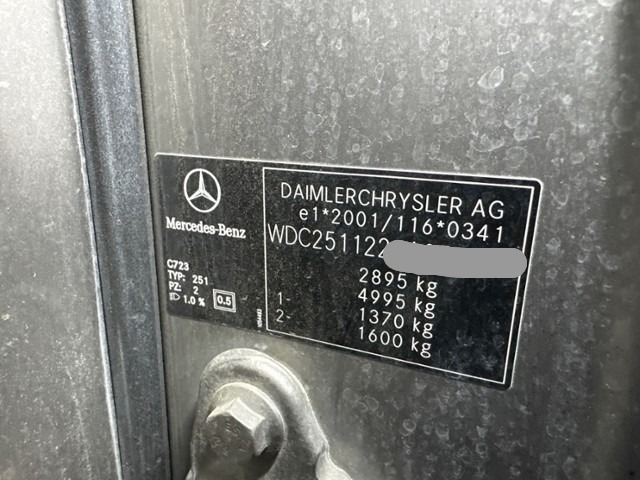 Mercedes-Benz
C723
TYP: 251
PZ: 2
1.0 %
0.5
DAIMLERCHRYSLER AG
e1*2001/116*0341
WDC251122
2895 kg
1- 4995 kg
2- 1370 kg
1600 kg